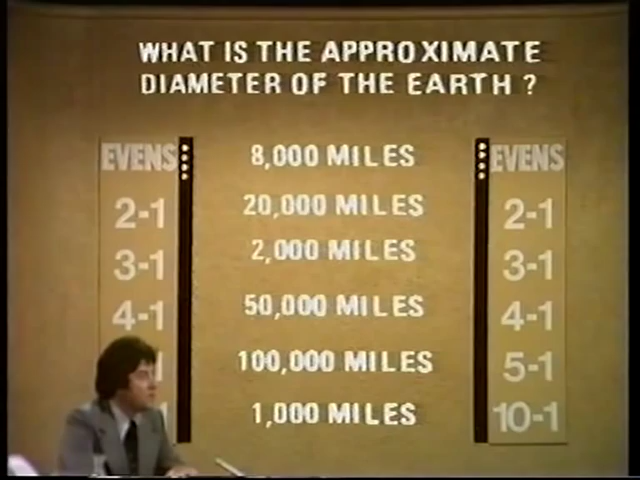 WHAT IS THE APPROXIMATE
DIAMETER OF THE EARTH ?
EVENS 8,000 MILES EVENS
2-1 20,000 MILES 2-1
3-1 2,000 MILES 3-1
4-1 50,000 MILES 4-1
100,000 MILES 5-1
1,000 MILES 10-1